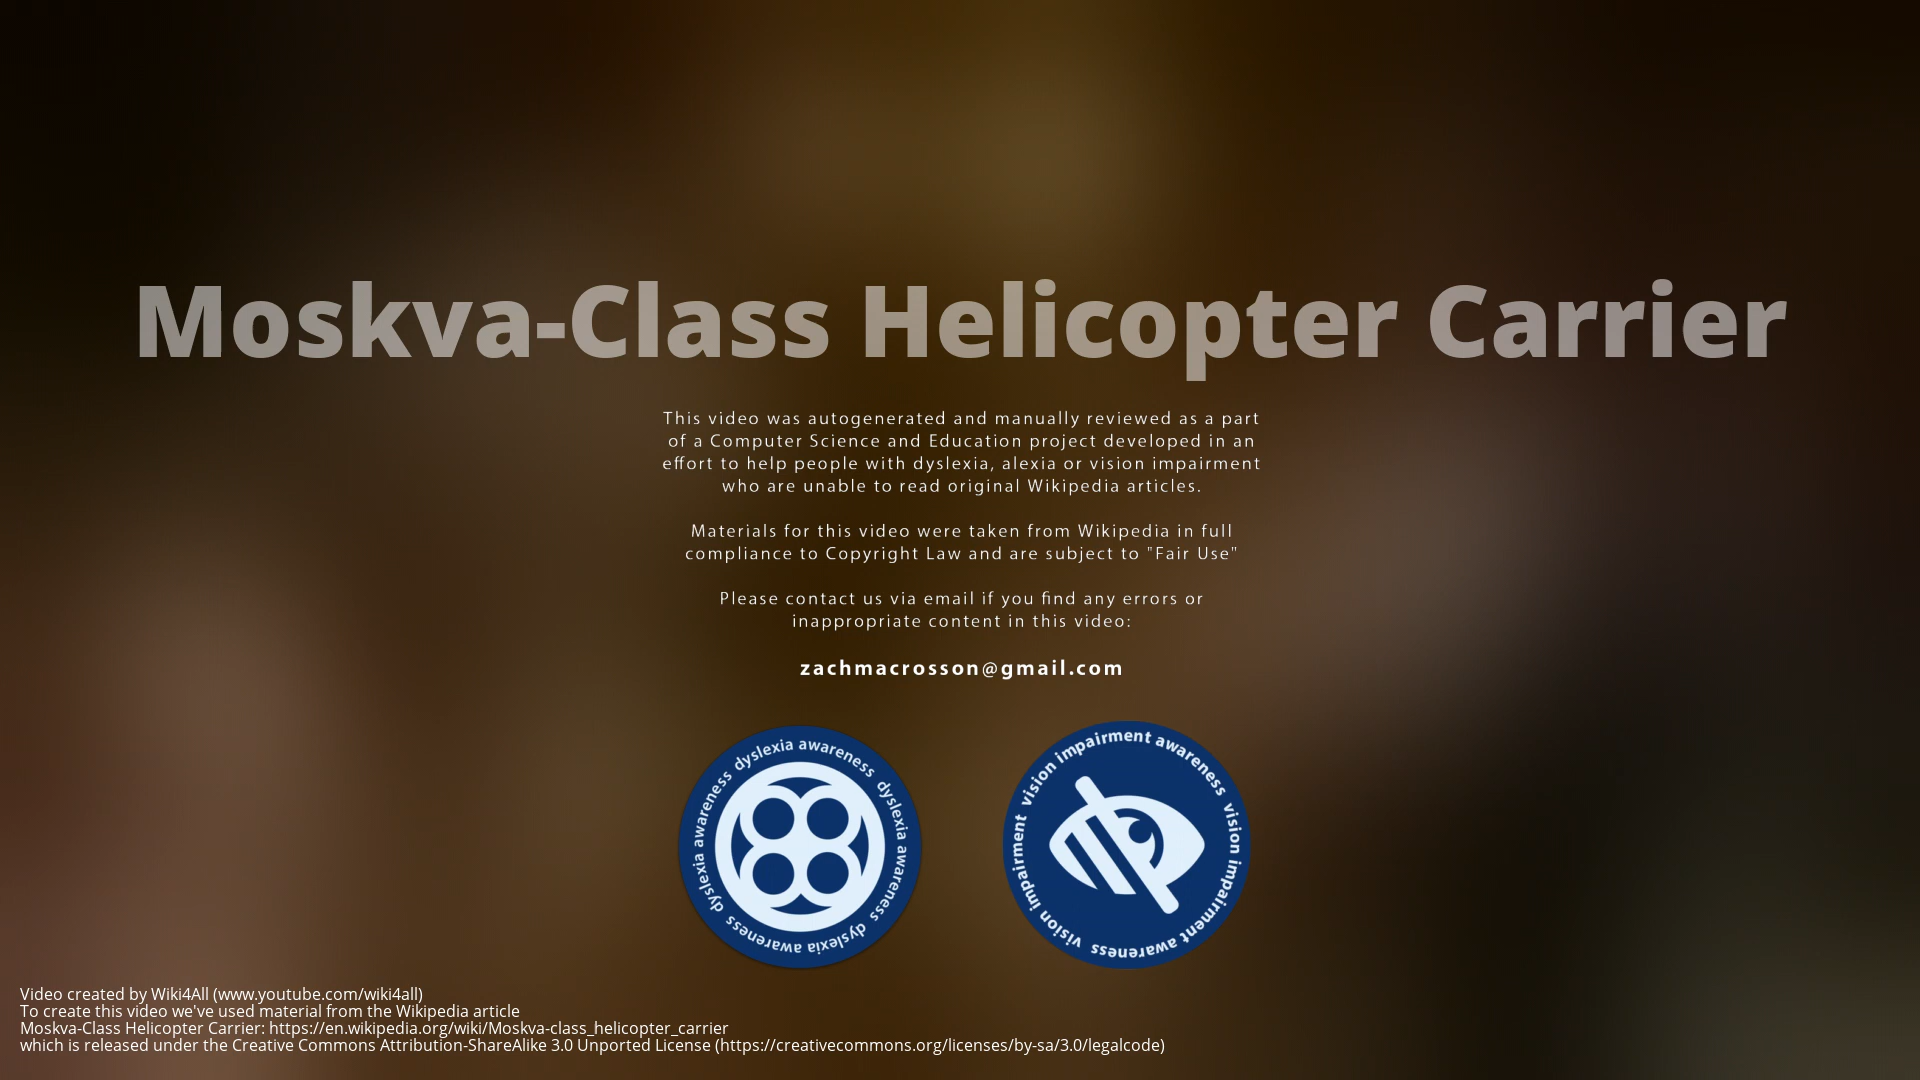 Moskva-Class Helicopter Carrier
This video was autogenerated and manually reviewed as a part
of a Computer Science and Education project developed in an
effort to help people with dyslexia, alexia or vision impairment
who are unable to read original Wikipedia articles.
Materials for this video were taken from Wikipedia in full
compliance to Copyright Law and are subject to "Fair Use"
Please contact us via email if you find any errors or
inappropriate content in this video:
zachmacrosson@gmail.com
dyslexia awareness dyslexia awareness dyslexia awareness dyslexia awareness
vision impairment awareness vision impairment awareness vision impairment
Video created by Wiki4All (www.youtube.com/wiki4all)
To create this video we've used material from the Wikipedia article
Moskva-Class Helicopter Carrier: https://en.wikipedia.org/wiki/Moskva-class_helicopter_carrier
which is released under the Creative Commons Attribution-ShareAlike 3.0 Unported License (https://creativecommons.org/licenses/by-sa/3.0/legalcode)